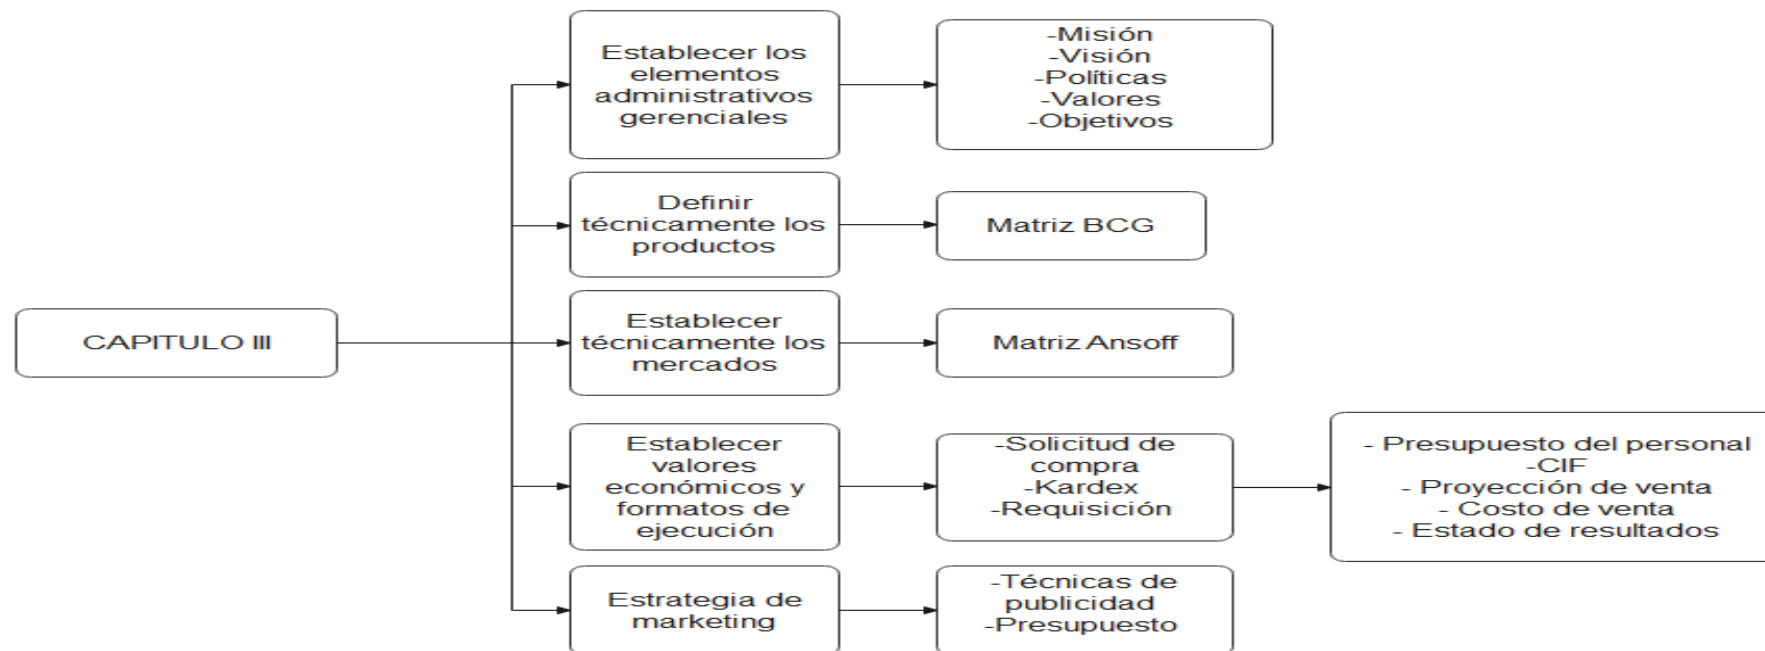 CAPITULO III
Establecer los
elementos
administrativos
gerenciales
-Misión
-Visión
-Políticas
-Valores
-Objetivos
Definir
técnicamente los
productos
Matriz BCG
Establecer
técnicamente los
mercados
Matriz Ansoff
Establecer
valores
económicos y
formatos de
ejecución
-Solicitud de
compra
-Kardex
-Requisición
- Presupuesto del personal
-CIF
- Proyección de venta
- Costo de venta
- Estado de resultados
Estrategia de
marketing
-Técnicas de
publicidad
-Presupuesto